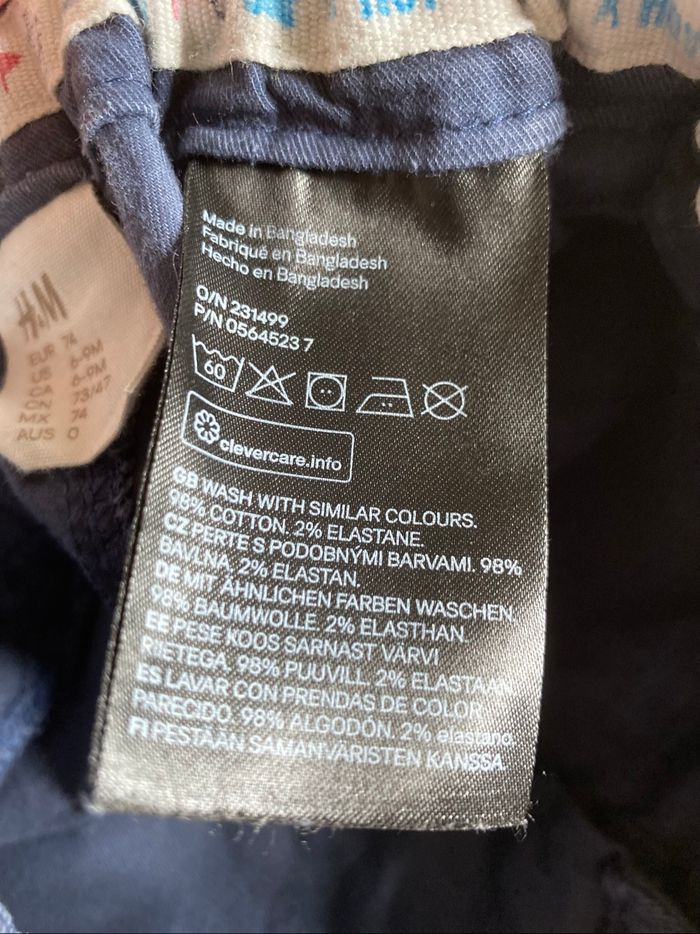 Made in Bangladesh
Fabriqué en Bangladesh
Hecho en Bangladesh
O/N 231499
P/N 0564523 7
60
clevercare.info
GB WASH WITH SIMILAR COLOURS.
98% COTTON. 2% ELASTANE.
CZ PERTE S PODOBNÝMI BARVAMI. 98%
BAVLNA. 2% ELASTAN.
DE MIT ÄHNLICHEN FARBEN WASCHEN.
98% BAUMWOLLE. 2% ELASTHAN.
EE PESE KOOS SARNAST VÄRVI
RIIETEGA. 98% PUUVILL. 2% ELASTAAN
ES LAVAR CON PRENDAS DE COLOR
PARECIDO. 98% ALGODÓN. 2% elastano.
FI PESTÄÄN SAMANVÄRISTEN KANSSA
H&M
EUR 74
US 6-9M
CA 6-9M
CN 73/47
MX 74
AUS 0